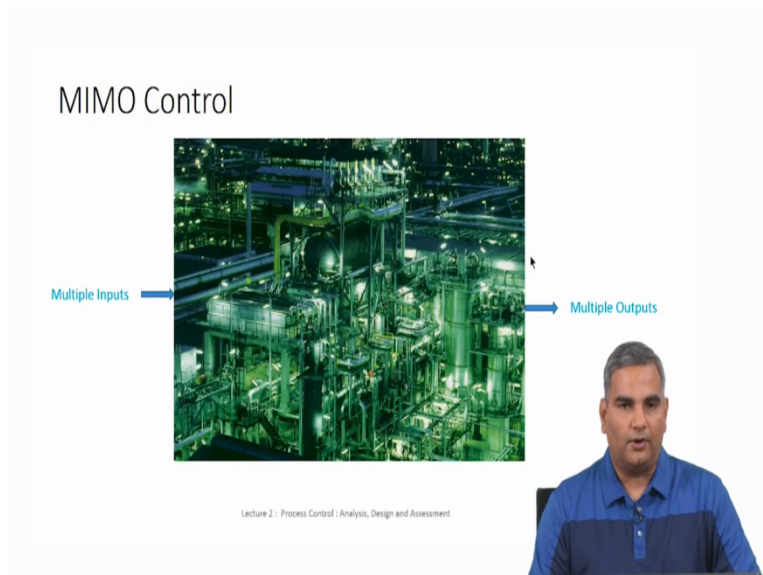 MIMO Control
Multiple Inputs
Multiple Outputs
Lecture 2 : Process Control : Analysis, Design and Assessment